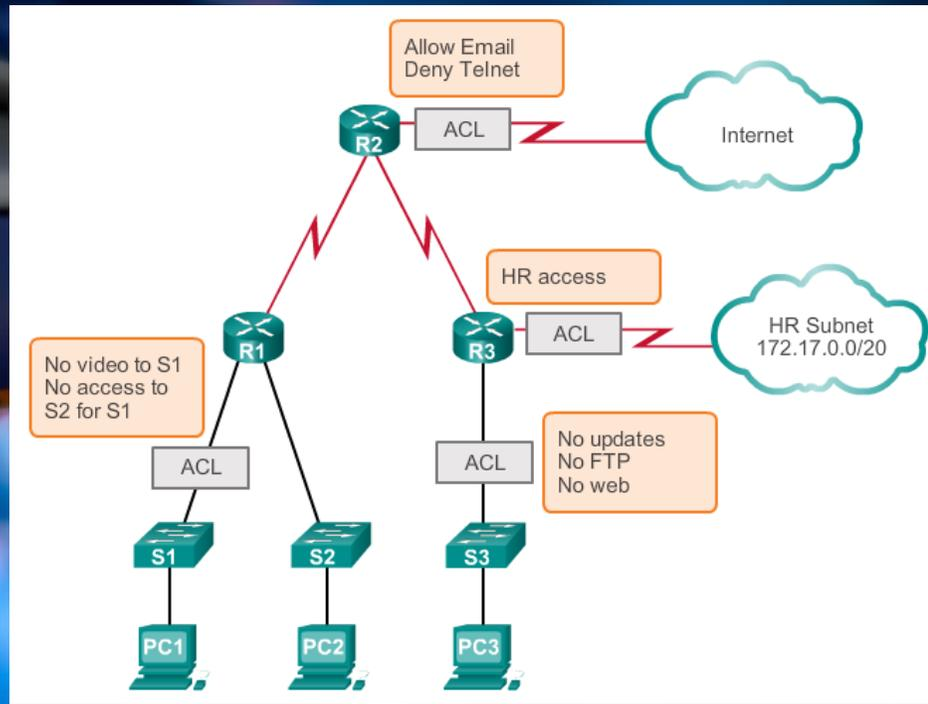 Allow Email
Deny Telnet
ACL
R2
Internet
HR access
ACL
R1
R3
HR Subnet
172.17.0.0/20
No video to S1
No access to
S2 for S1
ACL
ACL
No updates
No FTP
No web
S1
S2
S3
PC1
PC2
PC3